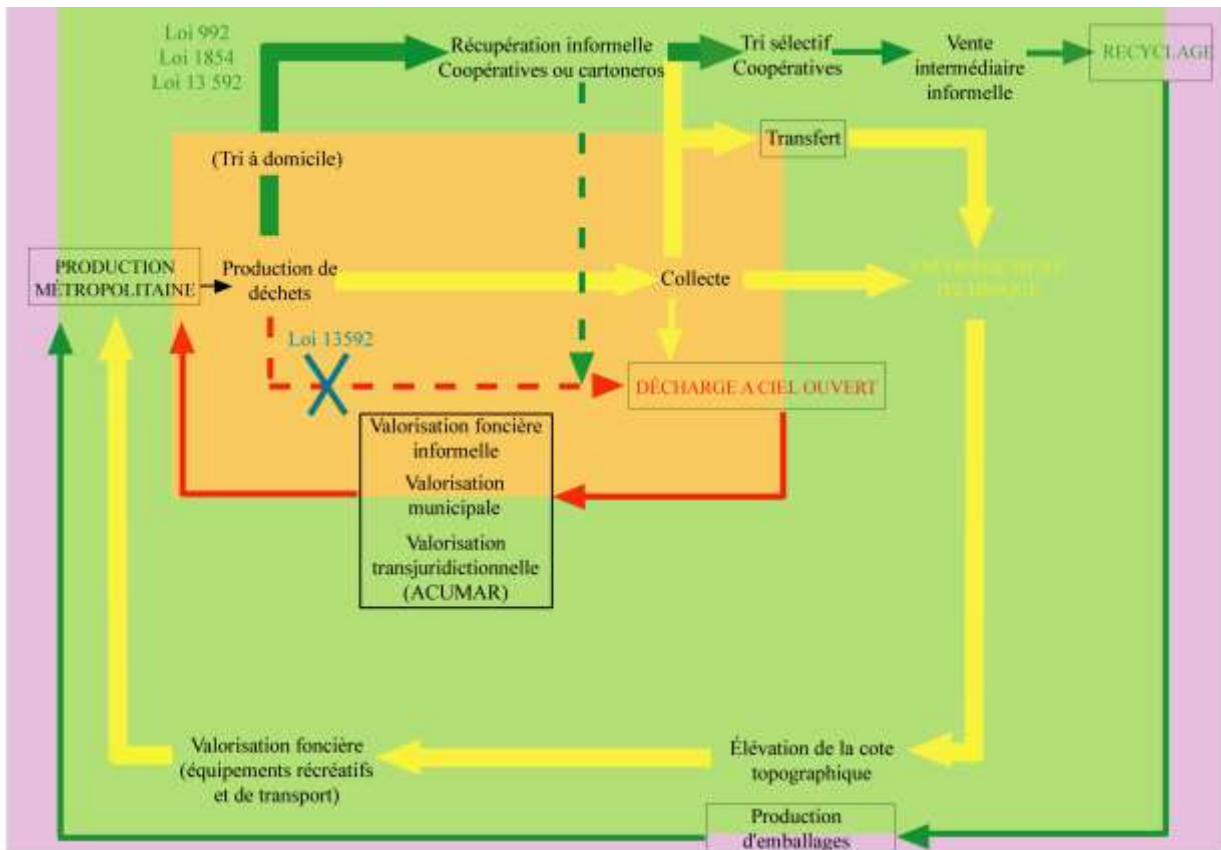 Loi 992
Loi 1854
Loi 13 592
Récupération informelle
Coopératives ou cartoneros
Tri sélectif
Coopératives
Vente
intermédiaire
informelle
RECYCLAGE
(Tri à domicile)
Transfert
PRODUCTION
MÉTROPOLITAINE
Production de
déchets
Collecte
Loi 13592
DÉCHARGE A CIEL OUVERT
Valorisation foncière
informelle
Valorisation
municipale
Valorisation
transjuridictionnelle
(ACUMAR)
Valorisation foncière
(équipements récréatifs
et de transport)
Élévation de la cote
topographique
Production
d'emballages